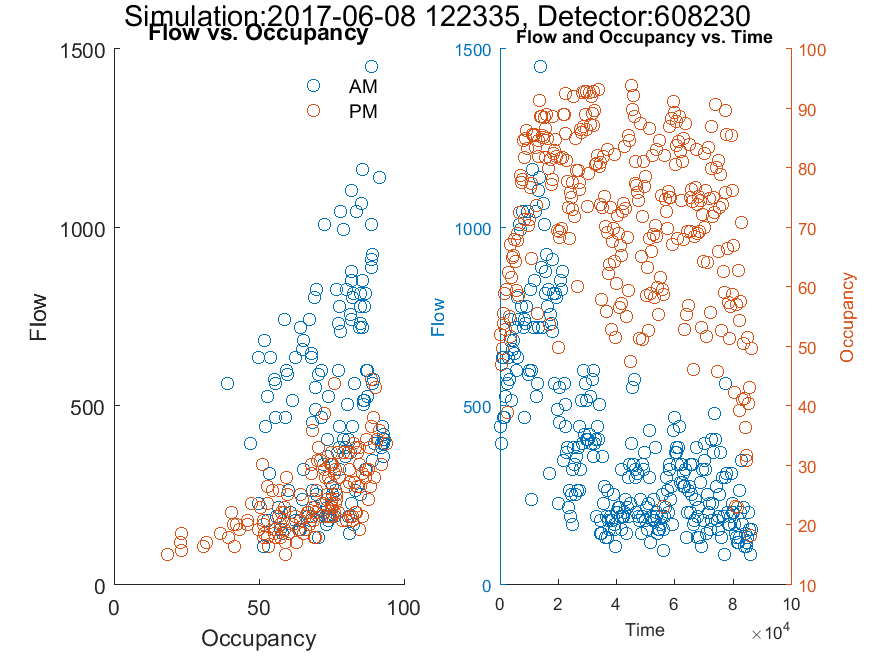 Simulation:2017-06-08 122335, Detector:608230
Flow vs. Occupancy
Flow and Occupancy vs. Time
AM
PM
1500
1000
500
0
Flow
0 50 100
Occupancy
1500
1000
500
0
Flow
100
90
80
70
60
50
40
30
20
10
Occupancy
0 2 4 6 8 10
×10⁴
Time